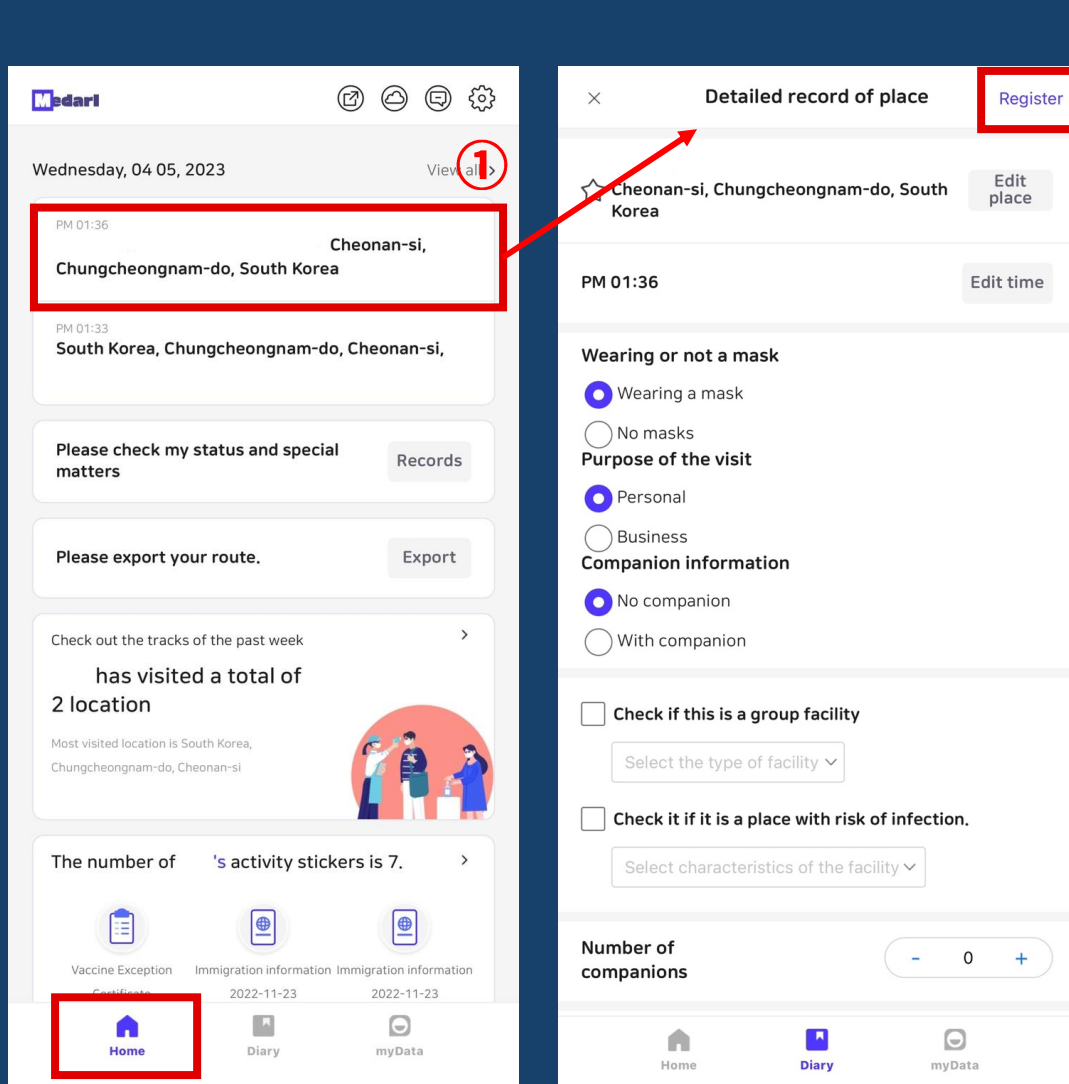 Medari
Wednesday, 04 05, 2023
View all >
①
PM 01:36
Cheonan-si,
Chungcheongnam-do, South Korea
PM 01:33
South Korea, Chungcheongnam-do, Cheonan-si,
Please check my status and special
matters
Records
Please export your route.
Export
Check out the tracks of the past week
has visited a total of
2 location
Most visited location is South Korea,
Chungcheongnam-do, Cheonan-si
The number of 's activity stickers is 7.
Vaccine Exception
Certificate
Immigration information
2022-11-23
Immigration information
2022-11-23
Home
Diary
myData
Detailed record of place
Register
Cheonan-si, Chungcheongnam-do, South
Korea
Edit
place
PM 01:36
Edit time
Wearing or not a mask
Wearing a mask
No masks
Purpose of the visit
Personal
Business
Companion information
No companion
With companion
Check if this is a group facility
Select the type of facility
Check it if it is a place with risk of infection.
Select characteristics of the facility
Number of
companions
- 0 +
Home
Diary
myData